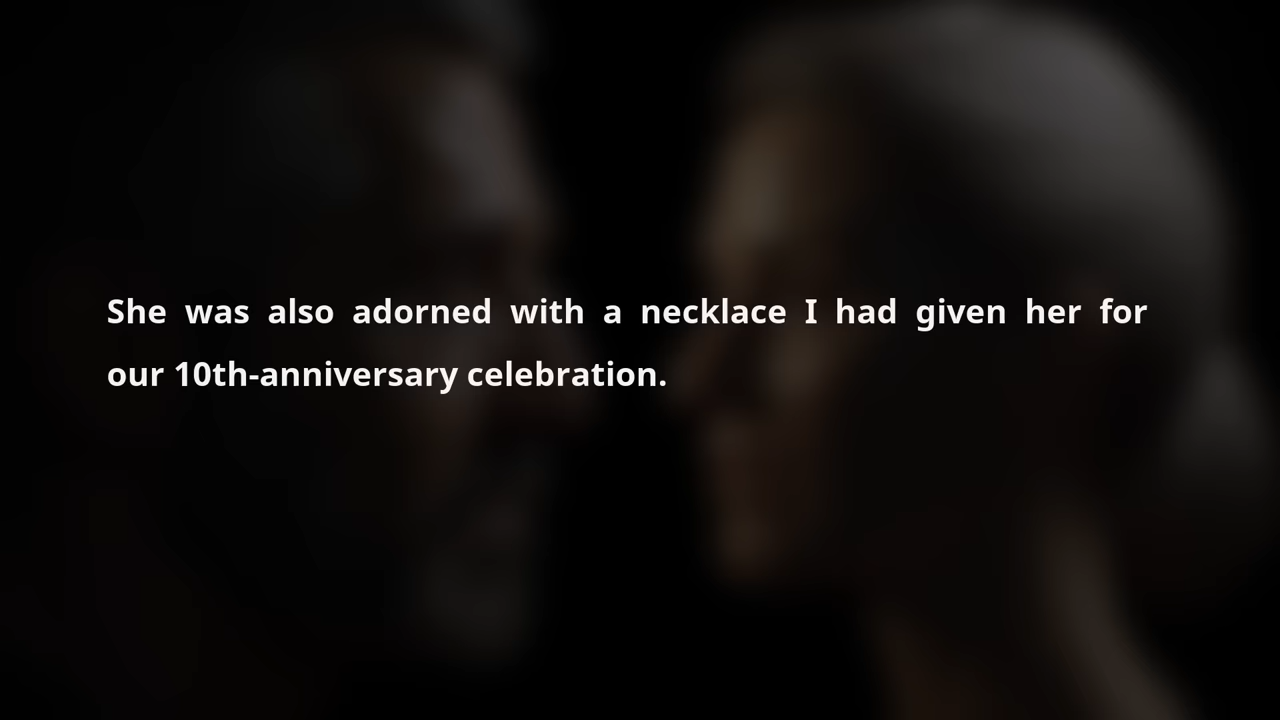 She was also adorned with a necklace I had given her for
our 10th-anniversary celebration.